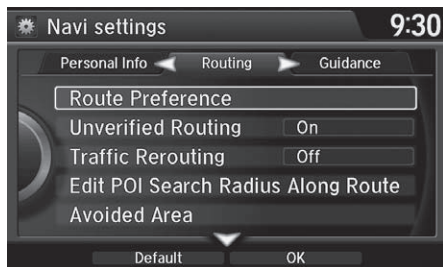 Navi settings 9:30
Personal Info Routing Guidance
Route Preference
Unverified Routing On
Traffic Rerouting Off
Edit POI Search Radius Along Route
Avoided Area
Default OK